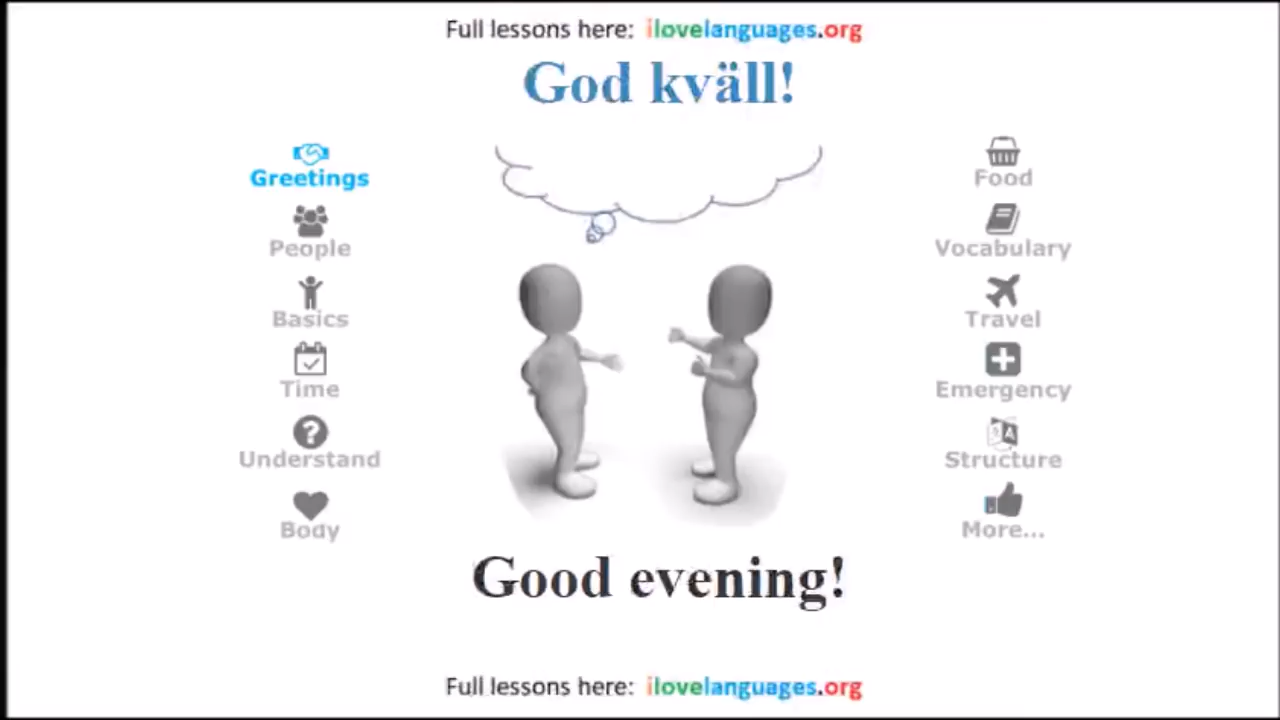 Full lessons here: ilovelanguages.org
God kväll!
Greetings
People
Basics
Time
Understand
Body
Food
Vocabulary
Travel
Emergency
Structure
More...
Good evening!
Full lessons here: ilovelanguages.org